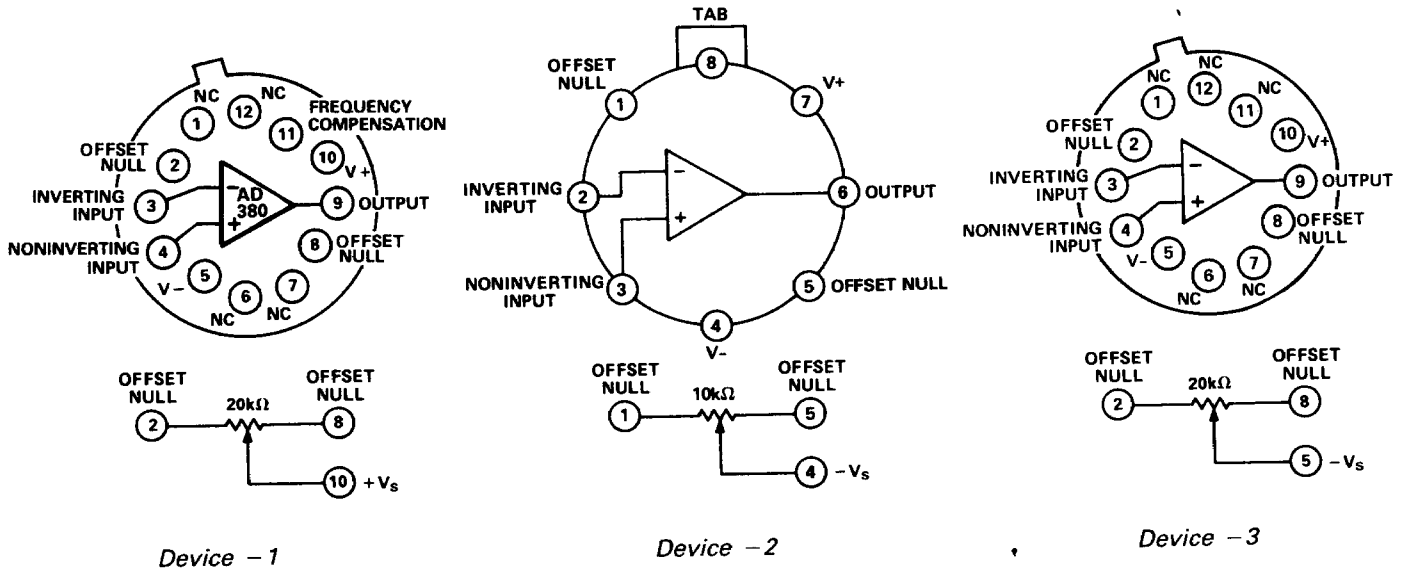 NC
NC
1
12
11
FREQUENCY
COMPENSATION
OFFSET
NULL
2
10
V+
INVERTING
INPUT
3
−
AD
380
+
9
OUTPUT
NONINVERTING
INPUT
4
8
OFFSET
NULL
V−
5
6
7
NC
NC
OFFSET
NULL
2
20kΩ
OFFSET
NULL
8
10
+VS
Device −1
TAB
8
OFFSET
NULL
1
7
V+
INVERTING
INPUT
2
−
+
6
OUTPUT
NONINVERTING
INPUT
3
5
OFFSET NULL
4
V−
OFFSET
NULL
1
10kΩ
OFFSET
NULL
5
4
−VS
Device −2
NC
NC
NC
1
12
11
OFFSET
NULL
2
10
V+
INVERTING
INPUT
3
−
+
9
OUTPUT
NONINVERTING
INPUT
4
8
OFFSET
NULL
V−
5
6
7
NC
NC
OFFSET
NULL
2
20kΩ
OFFSET
NULL
8
5
−VS
Device −3